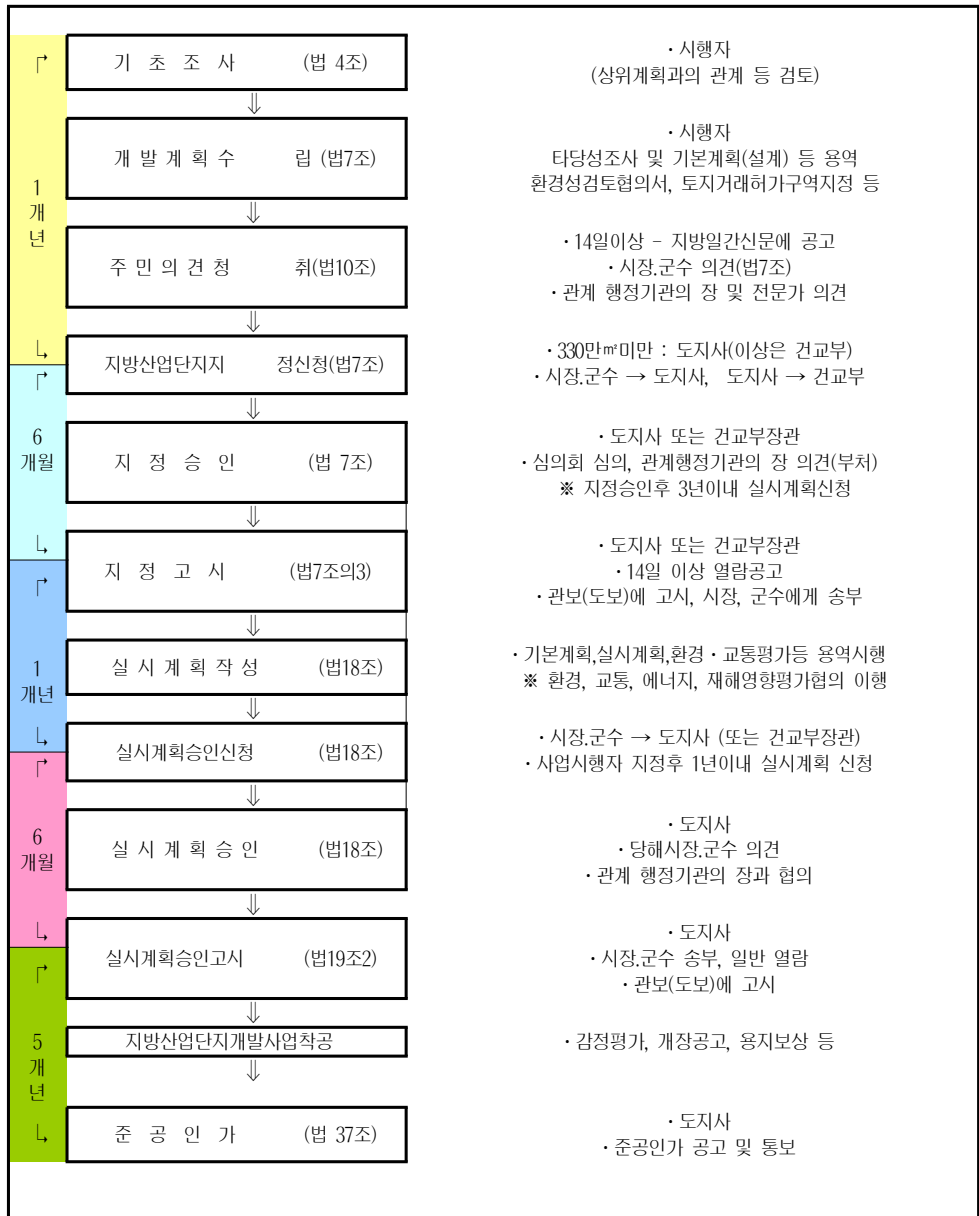 ┌→ 기 초 조 사 (법 4조)
・시행자
(상위계획과의 관계 등 검토)
⇓
개 발 계 획 수 립 (법7조)
・시행자
타당성조사 및 기본계획(설계) 등 용역
환경성검토협의서, 토지거래허가구역지정 등
1
개
년
⇓
주 민 의 견 청 취(법10조)
・14일이상 - 지방일간신문에 공고
・시장.군수 의견(법7조)
・관계 행정기관의 장 및 전문가 의견
⇓
지방산업단지지 정신청(법7조)
・330만㎡미만 : 도지사(이상은 건교부)
・시장.군수 → 도지사, 도지사 → 건교부
⇓
6
개월
지 정 승 인 (법 7조)
・도지사 또는 건교부장관
・심의회 심의, 관계행정기관의 장 의견(부처)
※ 지정승인후 3년이내 실시계획신청
⇓
지 정 고 시 (법7조의3)
・도지사 또는 건교부장관
・14일 이상 열람공고
・관보(도보)에 고시, 시장, 군수에게 송부
⇓
1
개년
실 시 계 획 작 성 (법18조)
・기본계획,실시계획,환경・교통평가등 용역시행
※ 환경, 교통, 에너지, 재해영향평가협의 이행
⇓
실시계획승인신청 (법18조)
・시장.군수 → 도지사 (또는 건교부장관)
・사업시행자 지정후 1년이내 실시계획 신청
⇓
6
개월
실 시 계 획 승 인 (법18조)
・도지사
・당해시장.군수 의견
・관계 행정기관의 장과 협의
⇓
실시계획승인고시 (법19조2)
・도지사
・시장.군수 송부, 일반 열람
・관보(도보)에 고시
⇓
5
개
년
지방산업단지개발사업착공
・감정평가, 개장공고, 용지보상 등
⇓
준 공 인 가 (법 37조)
・도지사
・준공인가 공고 및 통보